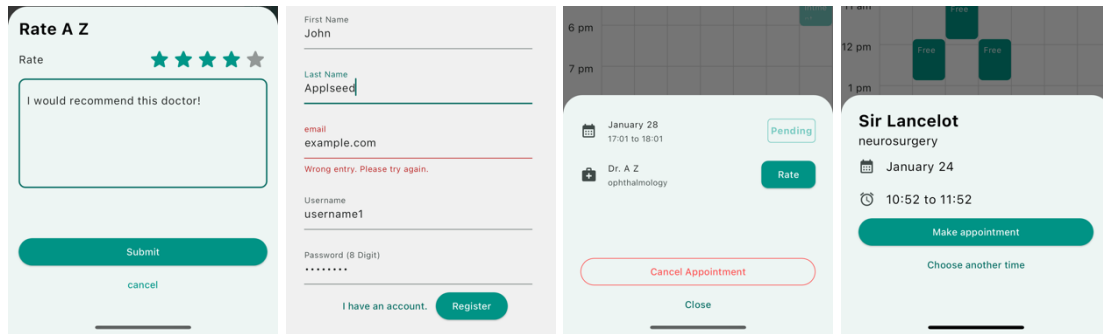 Rate A Z
Rate
I would recommend this doctor!
Submit
cancel
First Name
John
Last Name
Applseed
email
example.com
Wrong entry. Please try again.
Username
username1
Password (8 Digit)
••••••••
I have an account.
Register
6 pm
7 pm
January 28
17:01 to 18:01
Pending
Dr. A Z
ophthalmology
Rate
Cancel Appointment
Close
11 am
Free
12 pm
Free
Free
1 pm
Sir Lancelot
neurosurgery
January 24
10:52 to 11:52
Make appointment
Choose another time